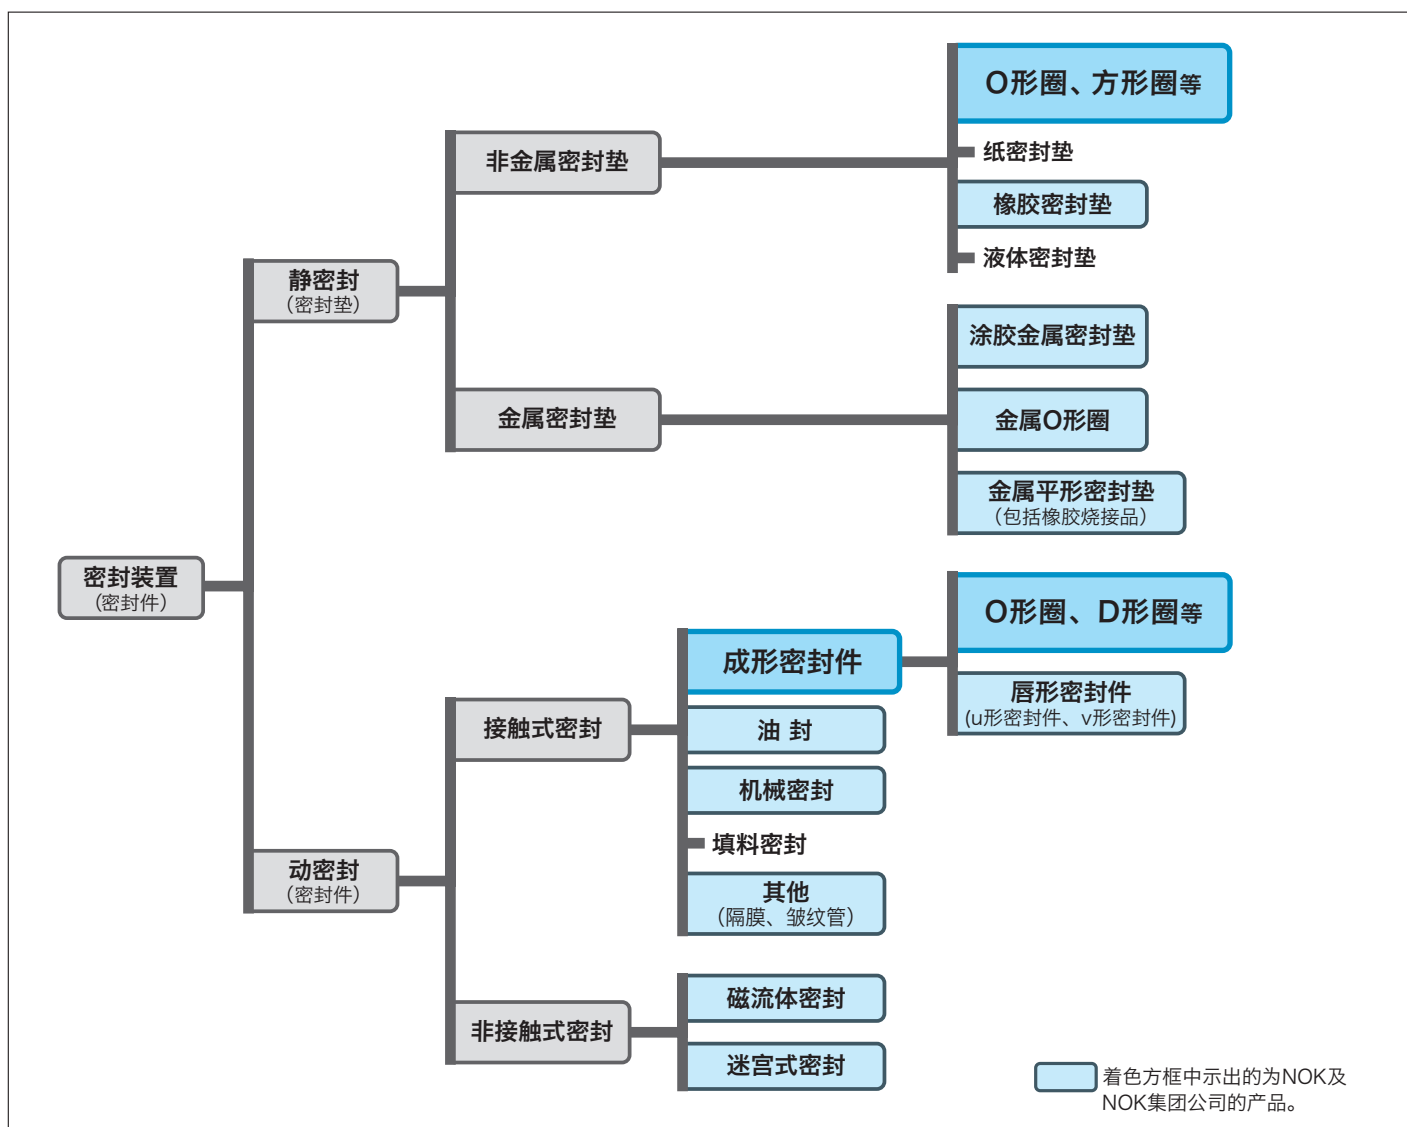 O形圈、方形圈等
纸密封垫
非金属密封垫
橡胶密封垫
液体密封垫
静密封
（密封垫）
涂胶金属密封垫
金属密封垫
金属O形圈
金属平形密封垫
（包括橡胶烧接品）
密封装置
（密封件）
O形圈、D形圈等
成形密封件
唇形密封件
(u形密封件、v形密封件)
接触式密封
油 封
机械密封
填料密封
动密封
（密封件）
其他
（隔膜、皱纹管）
磁流体密封
非接触式密封
迷宫式密封
着色方框中示出的为NOK及
NOK集团公司的产品。